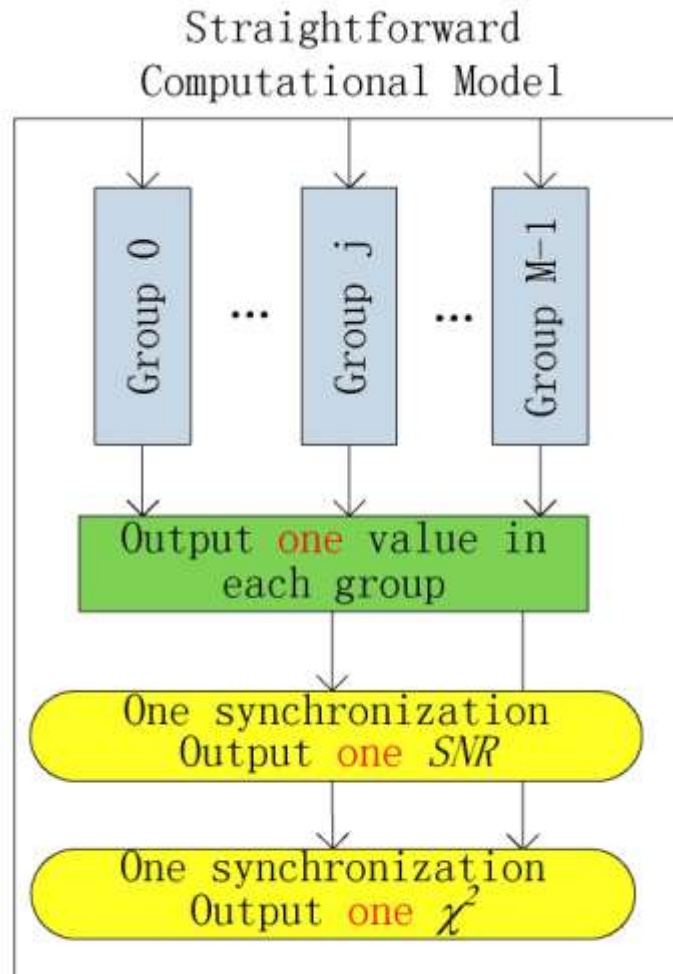 Straightforward
Computational Model
Group 0
...
Group j
...
Group M-1
Output one value in
each group
One synchronization
Output one SNR
One synchronization
Output one χ²